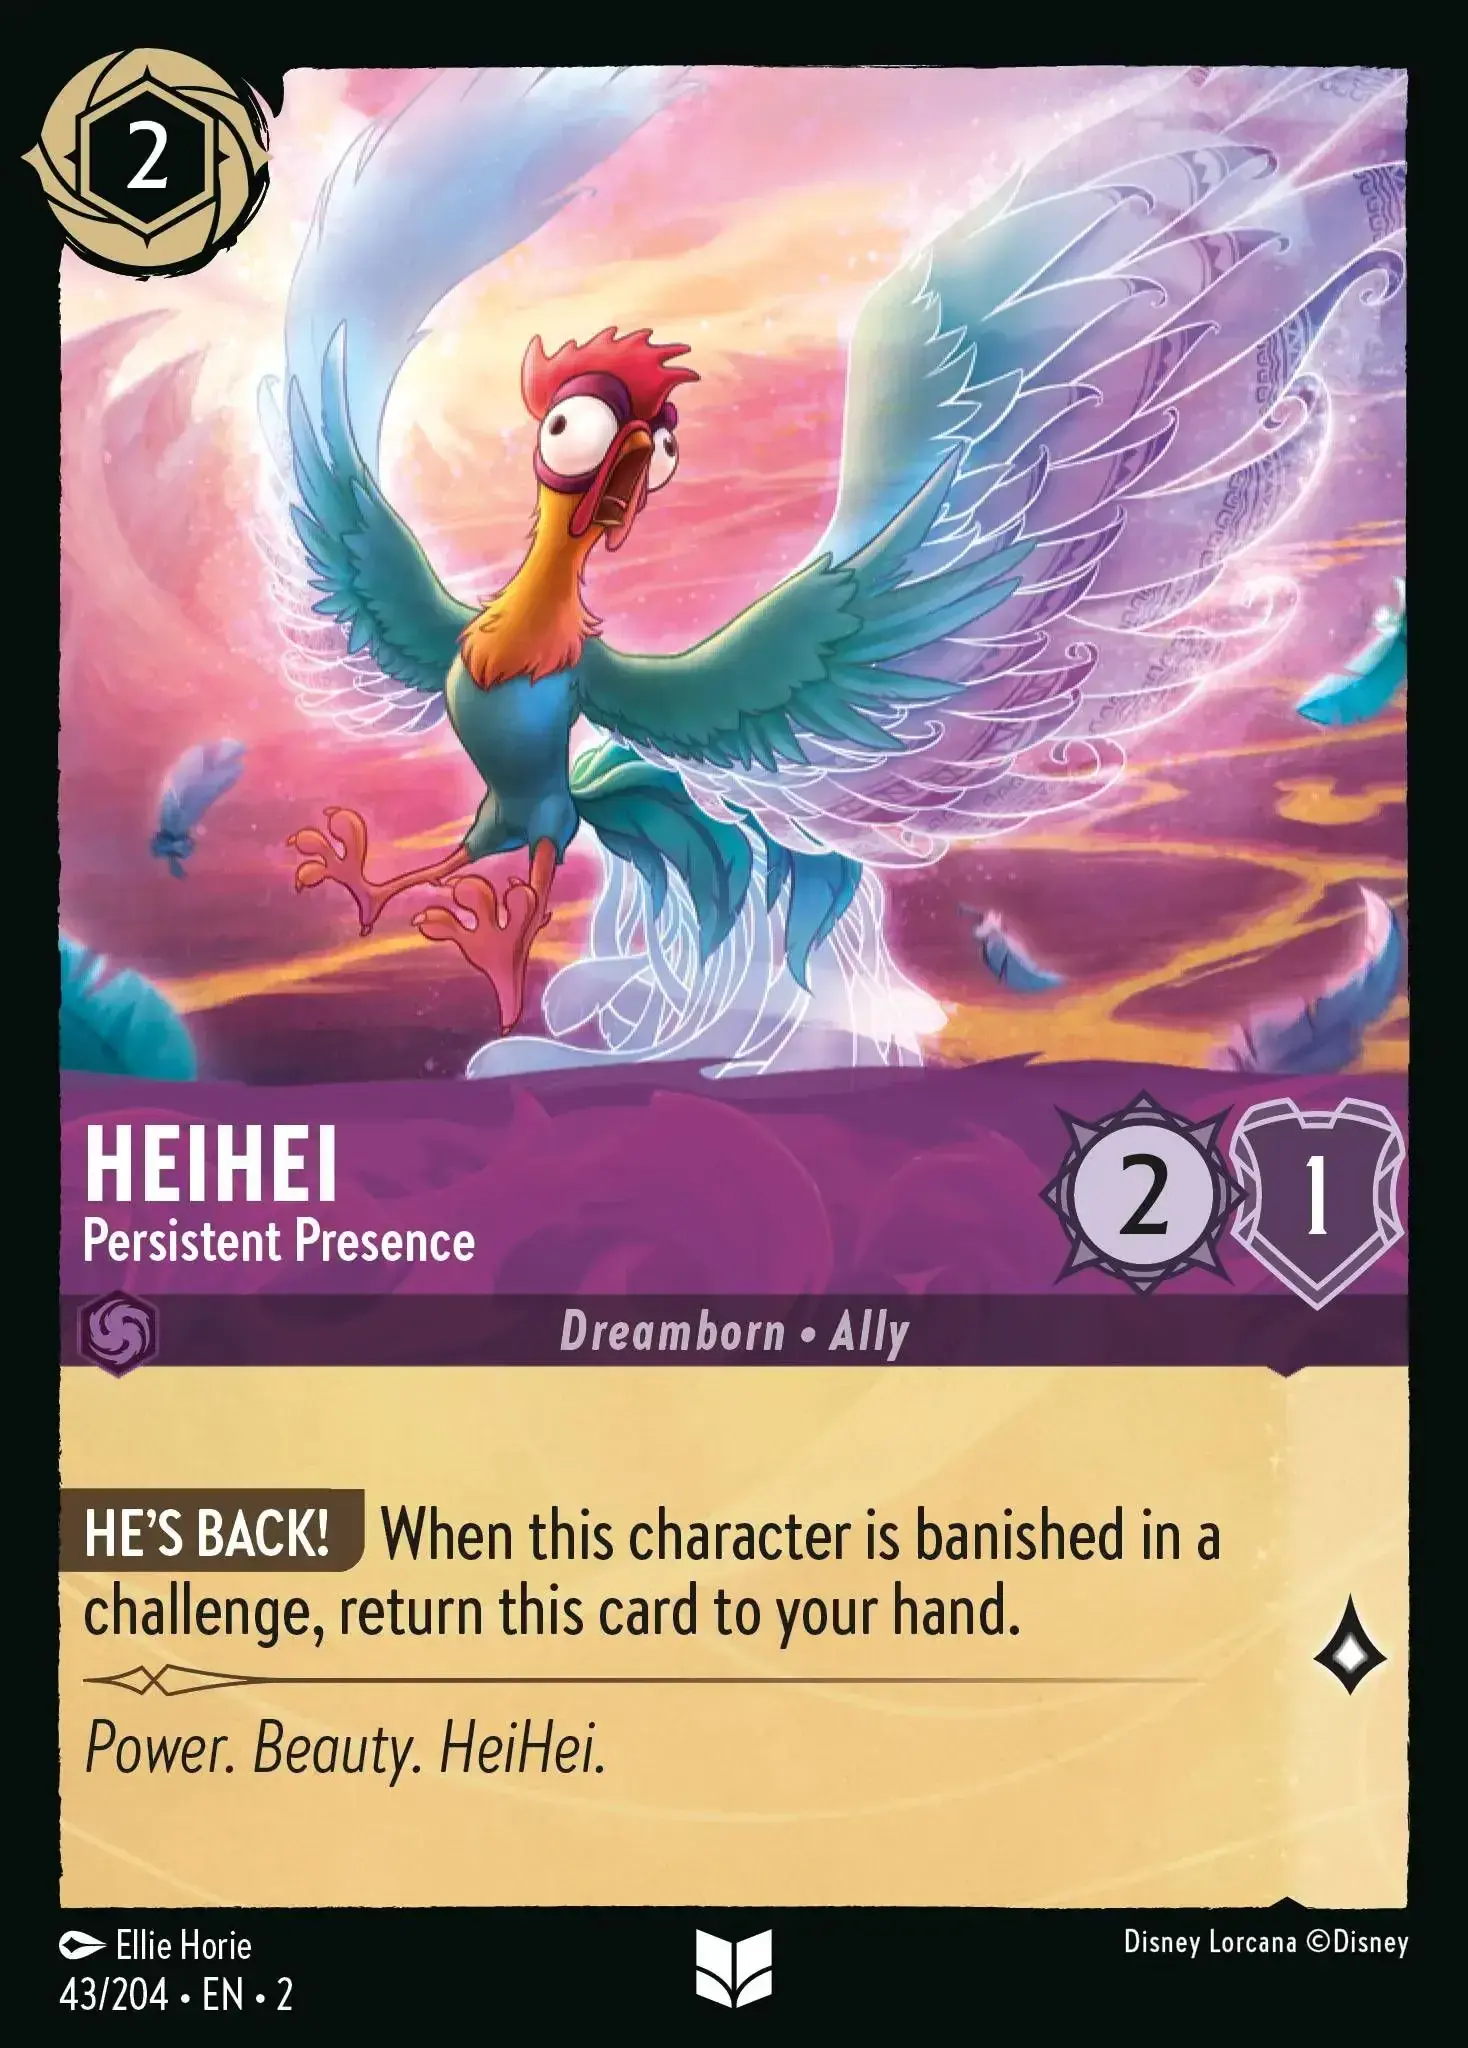 2
HEIHEI
Persistent Presence
2
1
Dreamborn • Ally
HE’S BACK! When this character is banished in a
challenge, return this card to your hand.
Power. Beauty. HeiHei.
Ellie Horie
43/204 • EN • 2
Disney Lorcana ©Disney